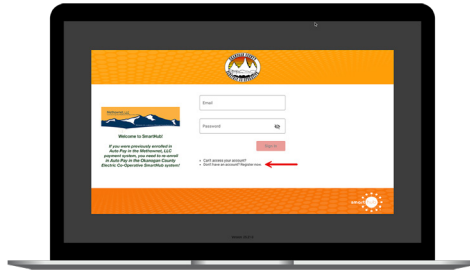 Methownet, LLC
Email
Password
Sign In
Welcome to SmartHub!
If you were previously enrolled in
Auto Pay in the Methownet, LLC
payment system, you need to re-enroll
in Auto Pay in the Okanogan County
Electric Co-Operative SmartHub system!
Can't access your account?
Don't have an account? Register now.